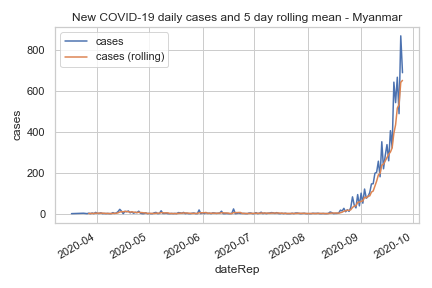 New COVID-19 daily cases and 5 day rolling mean - Myanmar
cases
cases (rolling)
800
600
400
200
0
cases
2020-04
2020-05
2020-06
2020-07
2020-08
2020-09
2020-10
dateRep